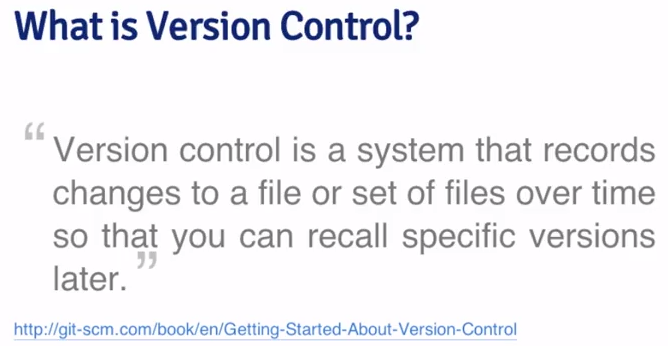 What is Version Control?
“Version control is a system that records
changes to a file or set of files over time
so that you can recall specific versions
later.”
http://git-scm.com/book/en/Getting-Started-About-Version-Control